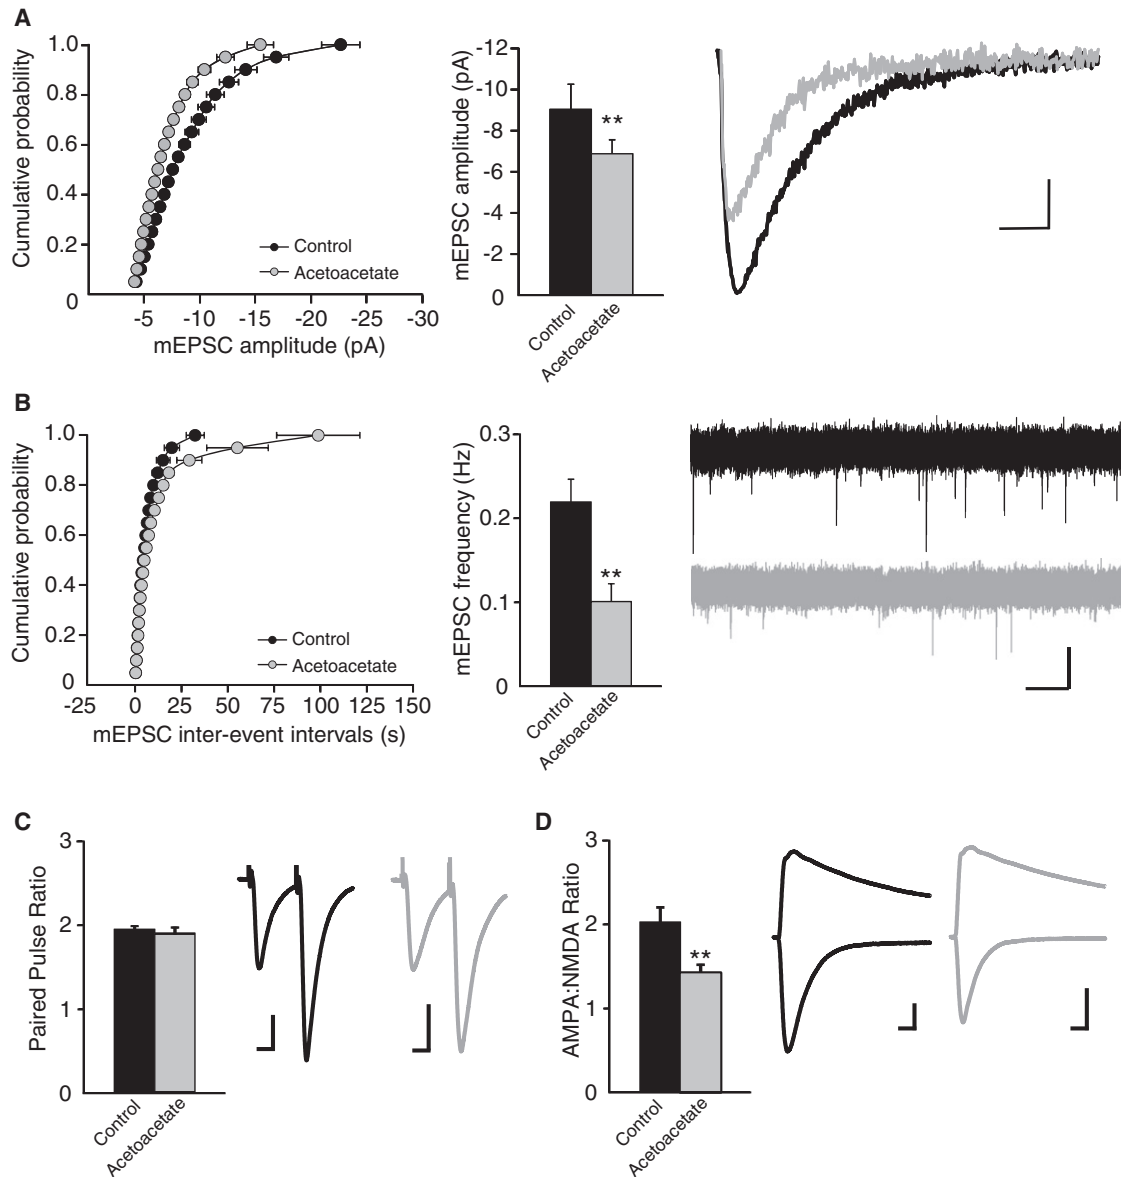 A
Cumulative probability
1.0
0.8
0.6
0.4
0.2
0
-5
-10
-15
-20
-25
-30
mEPSC amplitude (pA)
Control
Acetoacetate
mEPSC amplitude (pA)
-12
-10
-8
-6
-4
-2
0
**
Control
Acetoacetate
B
Cumulative probability
1.0
0.8
0.6
0.4
0.2
0
-25
0
25
50
75
100
125
150
mEPSC inter-event intervals (s)
Control
Acetoacetate
mEPSC frequency (Hz)
0.3
0.2
0.1
0
**
Control
Acetoacetate
C
Paired Pulse Ratio
3
2
1
0
Control
Acetoacetate
D
AMPA:NMDA Ratio
3
2
1
0
**
Control
Acetoacetate